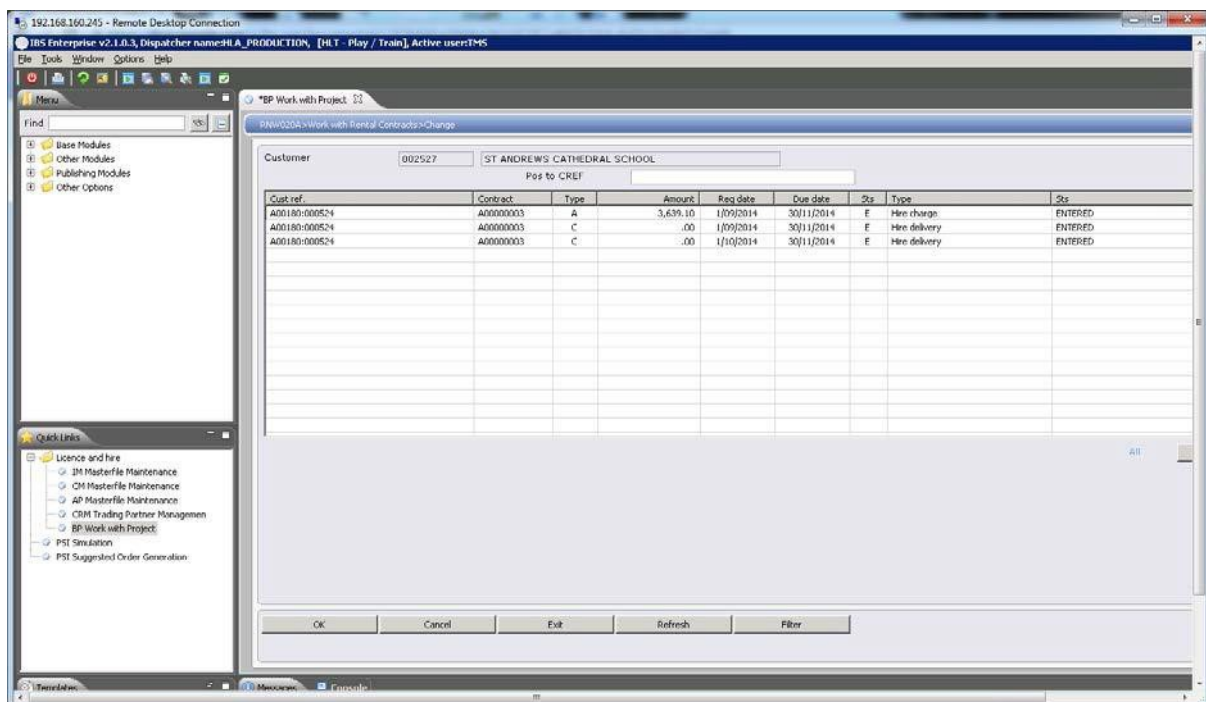 192.168.160.245 - Remote Desktop Connection
IBS Enterprise v2.1.0.3, Dispatcher name:HLA_PRODUCTION, [HLT - Play / Train], Active user:TMS
File Tools Window Options Help
Menu
*BP Work with Project
Find
RNW020A>Work with Rental Contracts>Change
Base Modules
Other Modules
Publishing Modules
Other Options
Customer 002527 ST ANDREWS CATHEDRAL SCHOOL
Pos to CREF
Cust ref. Contract Type Amount Req date Due date Sts Type Sts
A00180:000524 A00000003 A 3,639.10 1/09/2014 30/11/2014 E Hire charge ENTERED
A00180:000524 A00000003 C .00 1/09/2014 30/11/2014 E Hire delivery ENTERED
A00180:000524 A00000003 C .00 1/10/2014 30/11/2014 E Hire delivery ENTERED
All
Quick Links
Licence and hire
IM Masterfile Maintenance
CM Masterfile Maintenance
AP Masterfile Maintenance
CRM Trading Partner Managemen
BP Work with Project
PSI Simulation
PSI Suggested Order Generation
OK Cancel Exit Refresh Filter
Templates
Messages Console